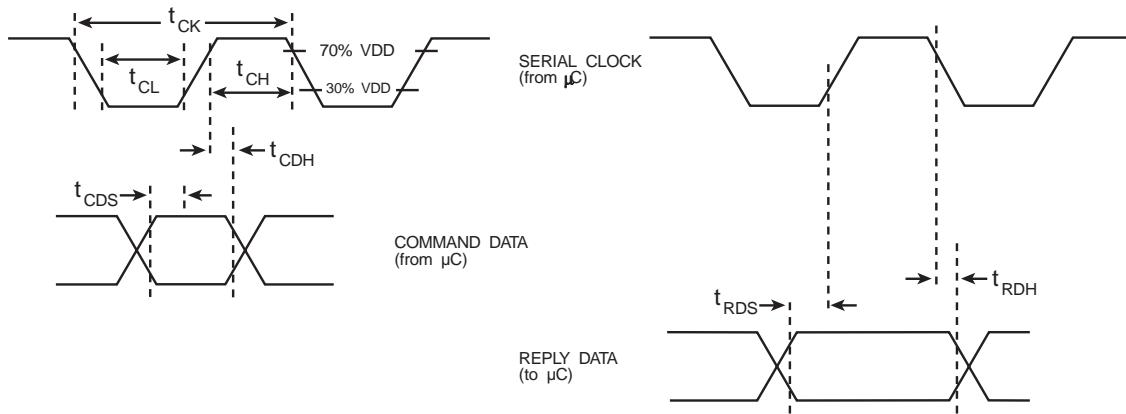 tCK
70% VDD
tCL
tCH
30% VDD
SERIAL CLOCK
(from µC)
tCDH
tCDS
COMMAND DATA
(from µC)
tRDH
tRDS
REPLY DATA
(to µC)